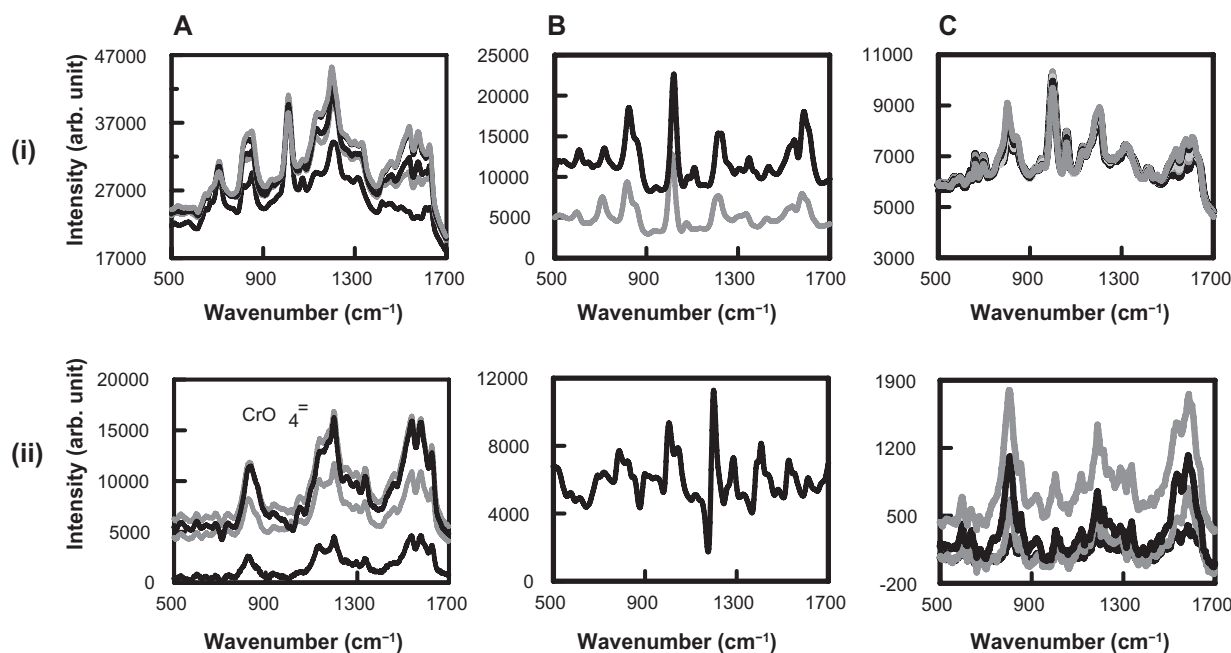 A B C
(i)
Intensity (arb. unit)
47000
37000
27000
17000
500 900 1300 1700
Wavenumber (cm⁻¹)
25000
20000
15000
10000
5000
0
500 900 1300 1700
Wavenumber (cm⁻¹)
11000
9000
7000
5000
3000
500 900 1300 1700
Wavenumber (cm⁻¹)
(ii)
Intensity (arb. unit)
20000
15000
10000
5000
0
CrO 4=
500 900 1300 1700
Wavenumber (cm⁻¹)
12000
8000
4000
0
500 900 1300 1700
Wavenumber (cm⁻¹)
1900
1200
500
-200
500 900 1300 1700
Wavenumber (cm⁻¹)